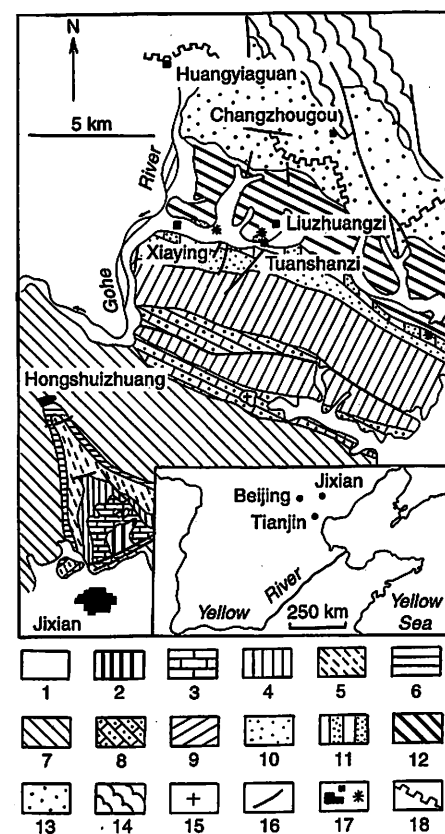 N
Huangyiaguan
Changzhougou
5 km
River
Liuzhuangzi
Xiaying
Tuanshanzi
Gohe
Hongshuizhuang
Jixian
Beijing
Tianjin
River
Yellow
250 km
Yellow
Sea
Jixian
1 2 3 4 5 6
7 8 9 10 11 12
13 14 15 16 17 18